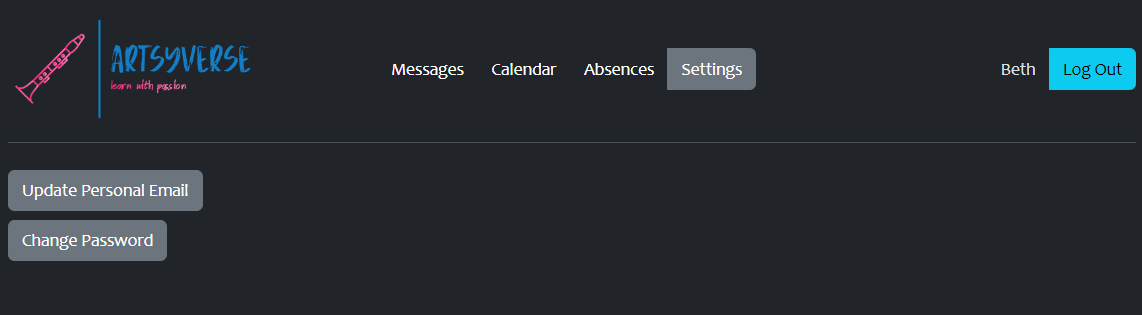 ARTSYVERSE
learn with passion
Messages Calendar Absences Settings
Beth Log Out
Update Personal Email
Change Password